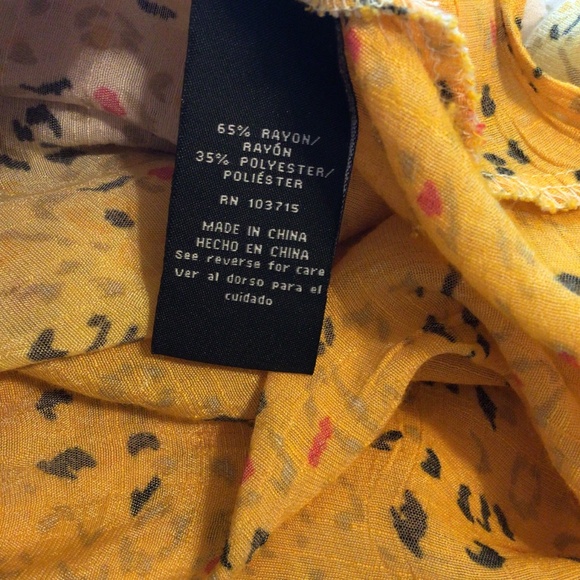 65% RAYON/
RAYÓN
35% POLYESTER/
POLIÉSTER
RN 103715
MADE IN CHINA
HECHO EN CHINA
See reverse for care
Ver al dorso para el
cuidado